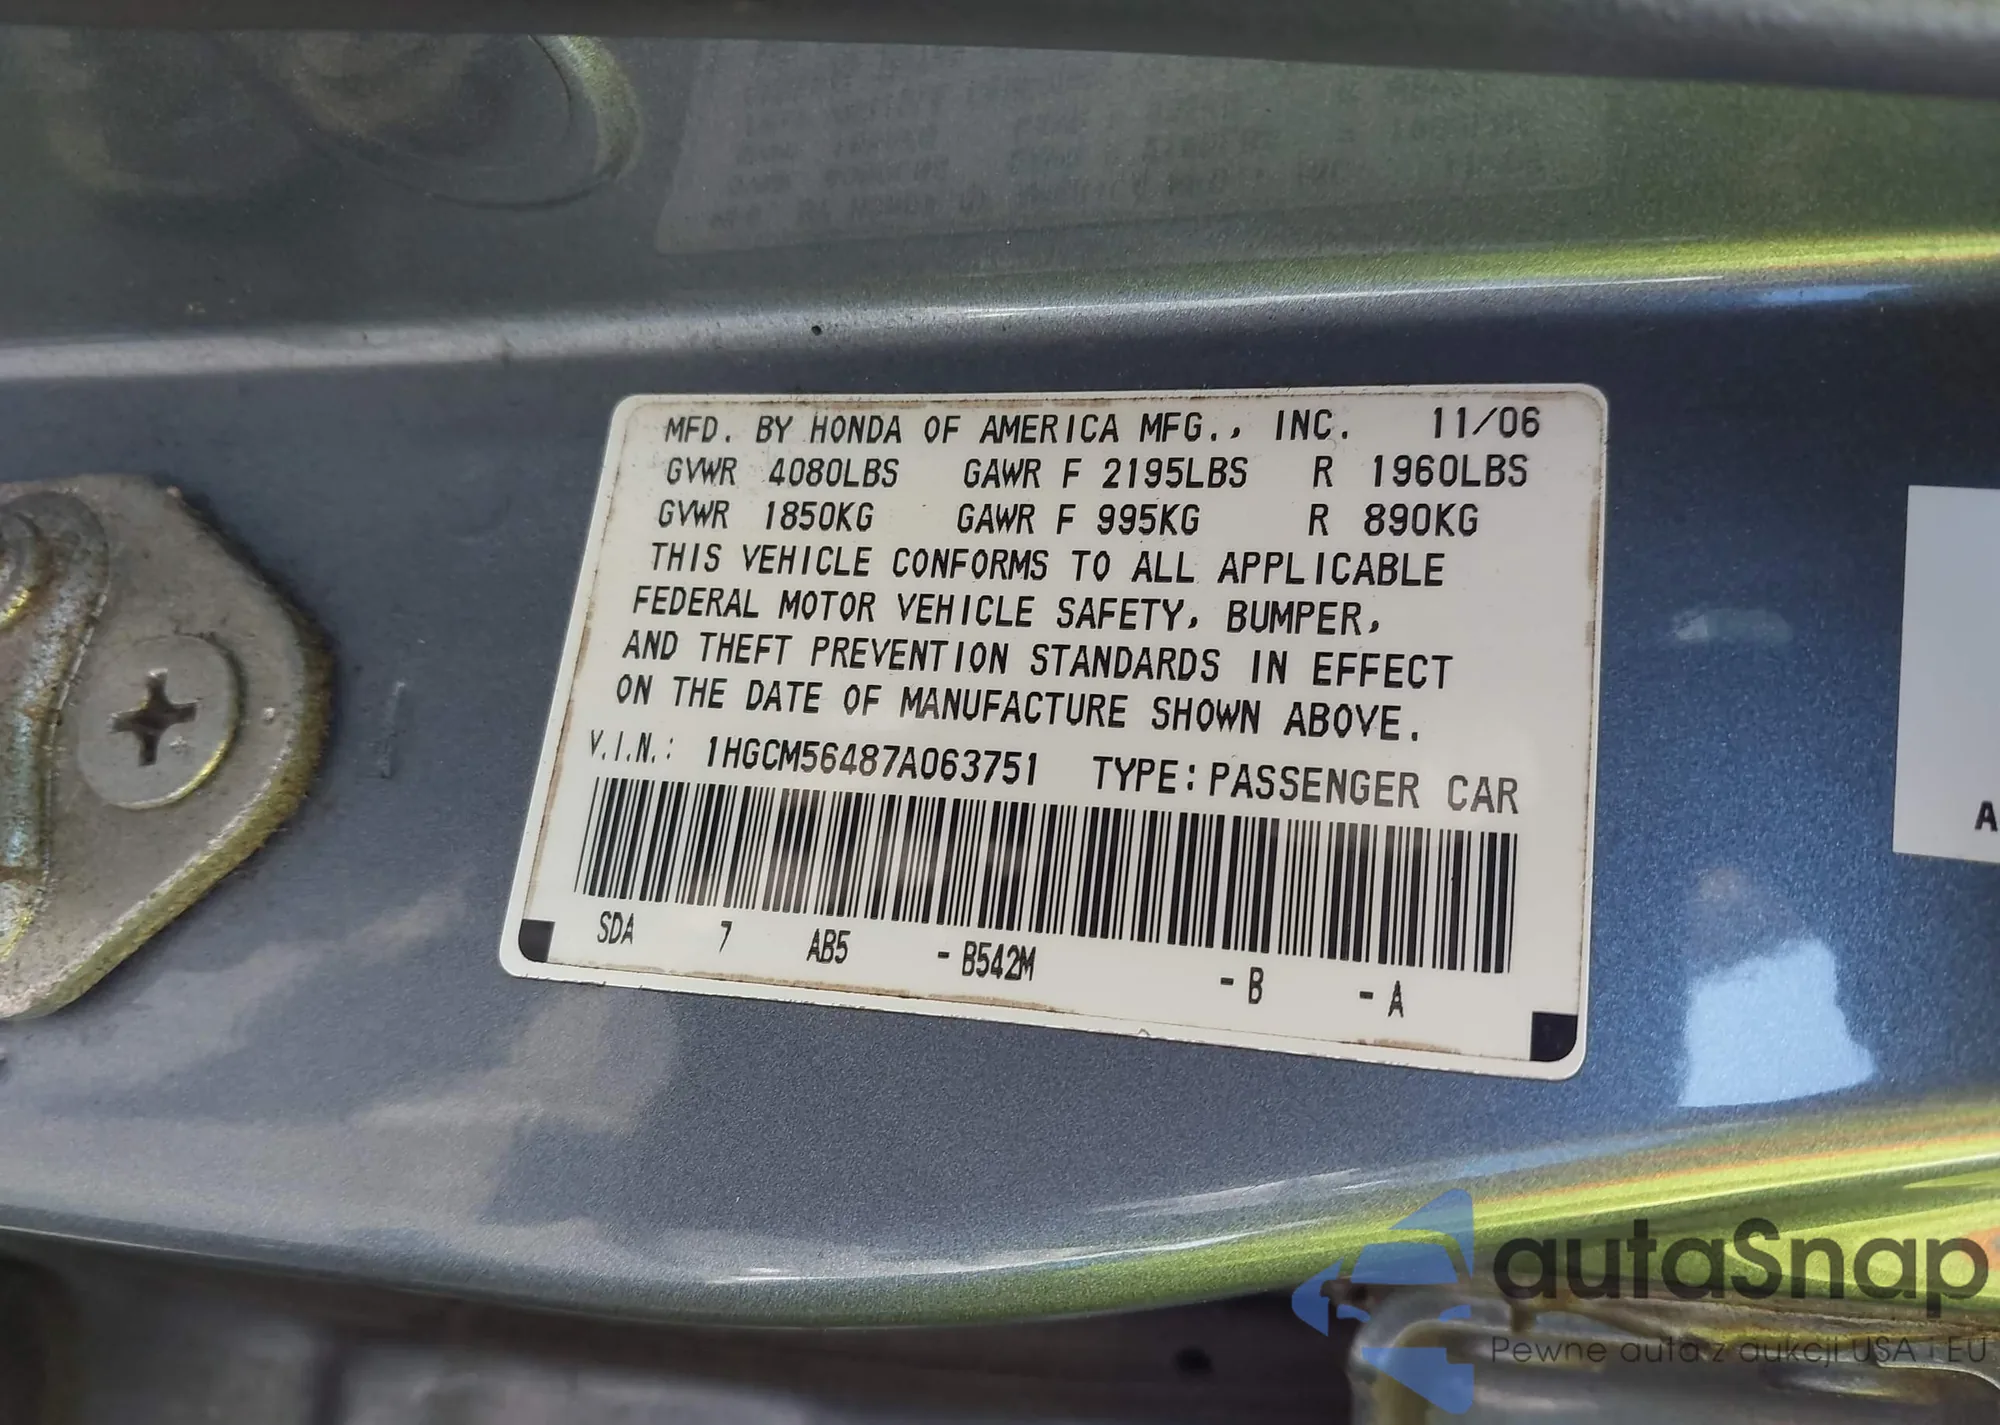 MFD. BY HONDA OF AMERICA MFG., INC. 11/06
GVWR 4080LBS GAWR F 2195LBS R 1960LBS
GVWR 1850KG GAWR F 995KG R 890KG
THIS VEHICLE CONFORMS TO ALL APPLICABLE
FEDERAL MOTOR VEHICLE SAFETY, BUMPER,
AND THEFT PREVENTION STANDARDS IN EFFECT
ON THE DATE OF MANUFACTURE SHOWN ABOVE.
V.I.N.: 1HGCM56487A063751 TYPE: PASSENGER CAR
SDA 7 AB5 - B542M - B - A
A
autaSnap
Pewne auta z aukcji USA i EU